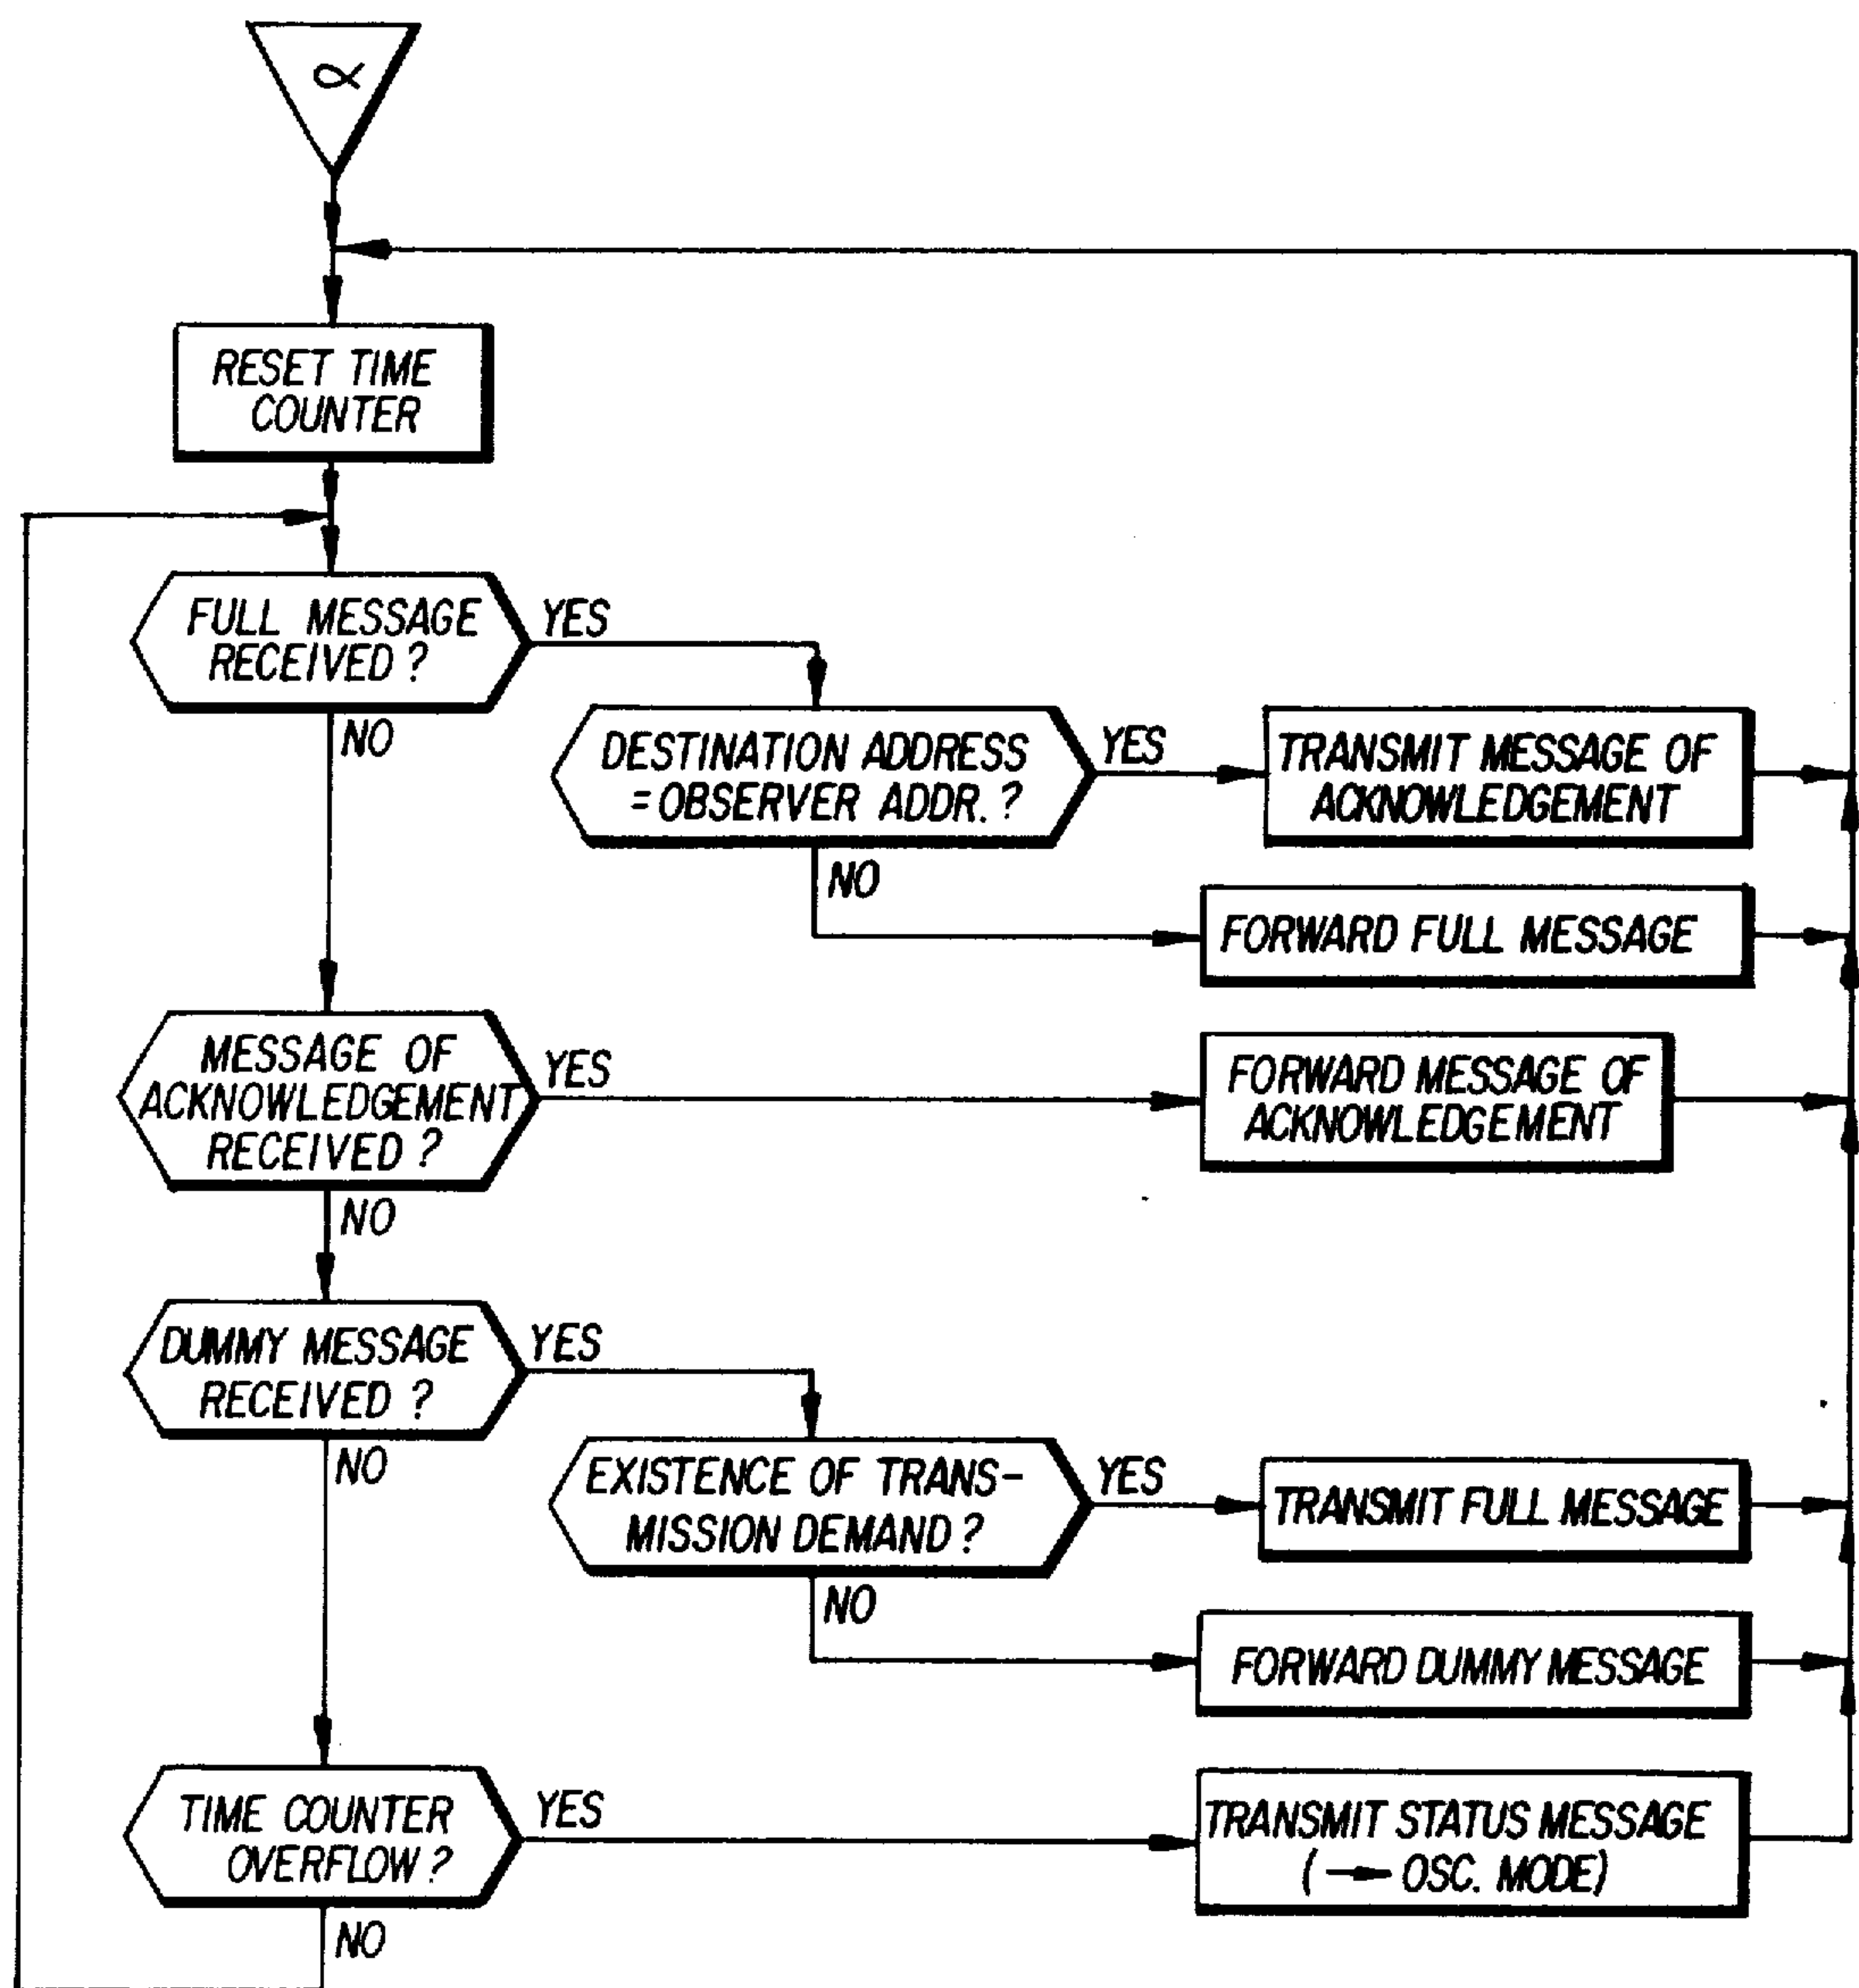 α
RESET TIME
COUNTER
FULL MESSAGE
RECEIVED ?
YES
NO
DESTINATION ADDRESS
= OBSERVER ADDR. ?
YES
NO
TRANSMIT MESSAGE OF
ACKNOWLEDGEMENT
FORWARD FULL MESSAGE
MESSAGE OF
ACKNOWLEDGEMENT
RECEIVED ?
YES
NO
FORWARD MESSAGE OF
ACKNOWLEDGEMENT
DUMMY MESSAGE
RECEIVED ?
YES
NO
EXISTENCE OF TRANS-
MISSION DEMAND ?
YES
NO
TRANSMIT FULL MESSAGE
FORWARD DUMMY MESSAGE
TIME COUNTER
OVERFLOW ?
YES
NO
TRANSMIT STATUS MESSAGE
( → OSC. MODE)